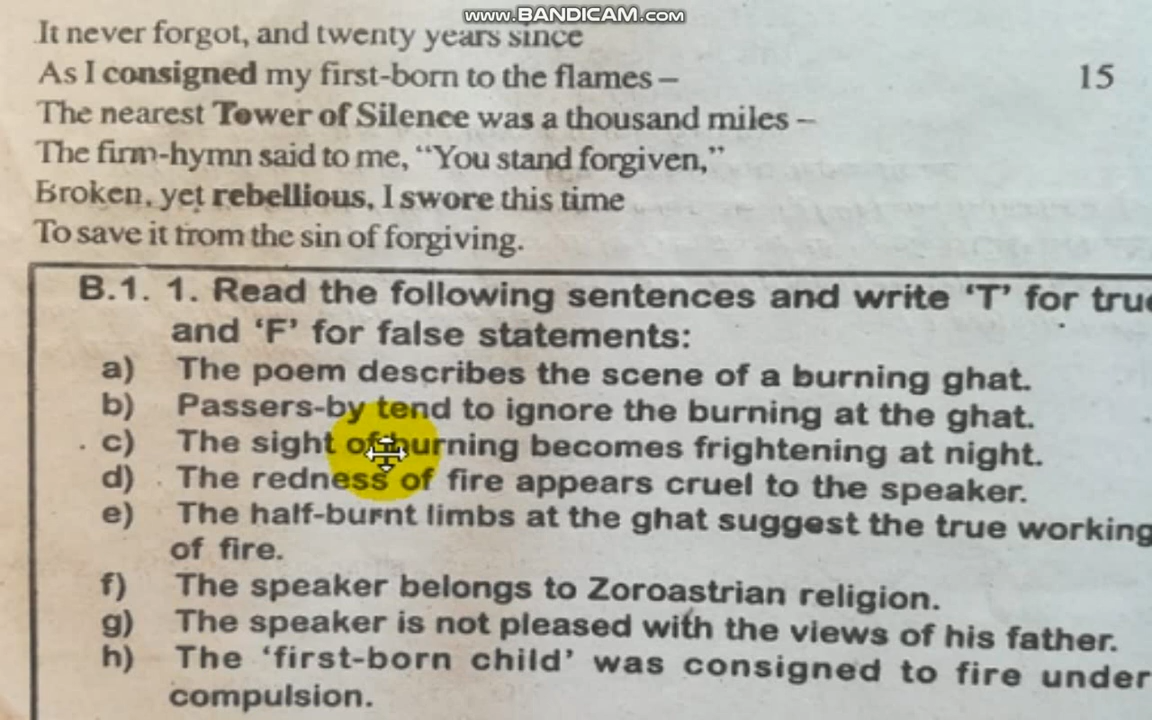 www.BANDICAM.com
It never forgot, and twenty years since
As I consigned my first-born to the flames – 15
The nearest Tower of Silence was a thousand miles –
The firm-hymn said to me, “You stand forgiven,”
Broken, yet rebellious, I swore this time
To save it from the sin of forgiving.
B.1. 1. Read the following sentences and write ‘T’ for true
and ‘F’ for false statements:
a) The poem describes the scene of a burning ghat.
b) Passers-by tend to ignore the burning at the ghat.
c) The sight of burning becomes frightening at night.
d) The redness of fire appears cruel to the speaker.
e) The half-burnt limbs at the ghat suggest the true working
of fire.
f) The speaker belongs to Zoroastrian religion.
g) The speaker is not pleased with the views of his father.
h) The ‘first-born child’ was consigned to fire under
compulsion.